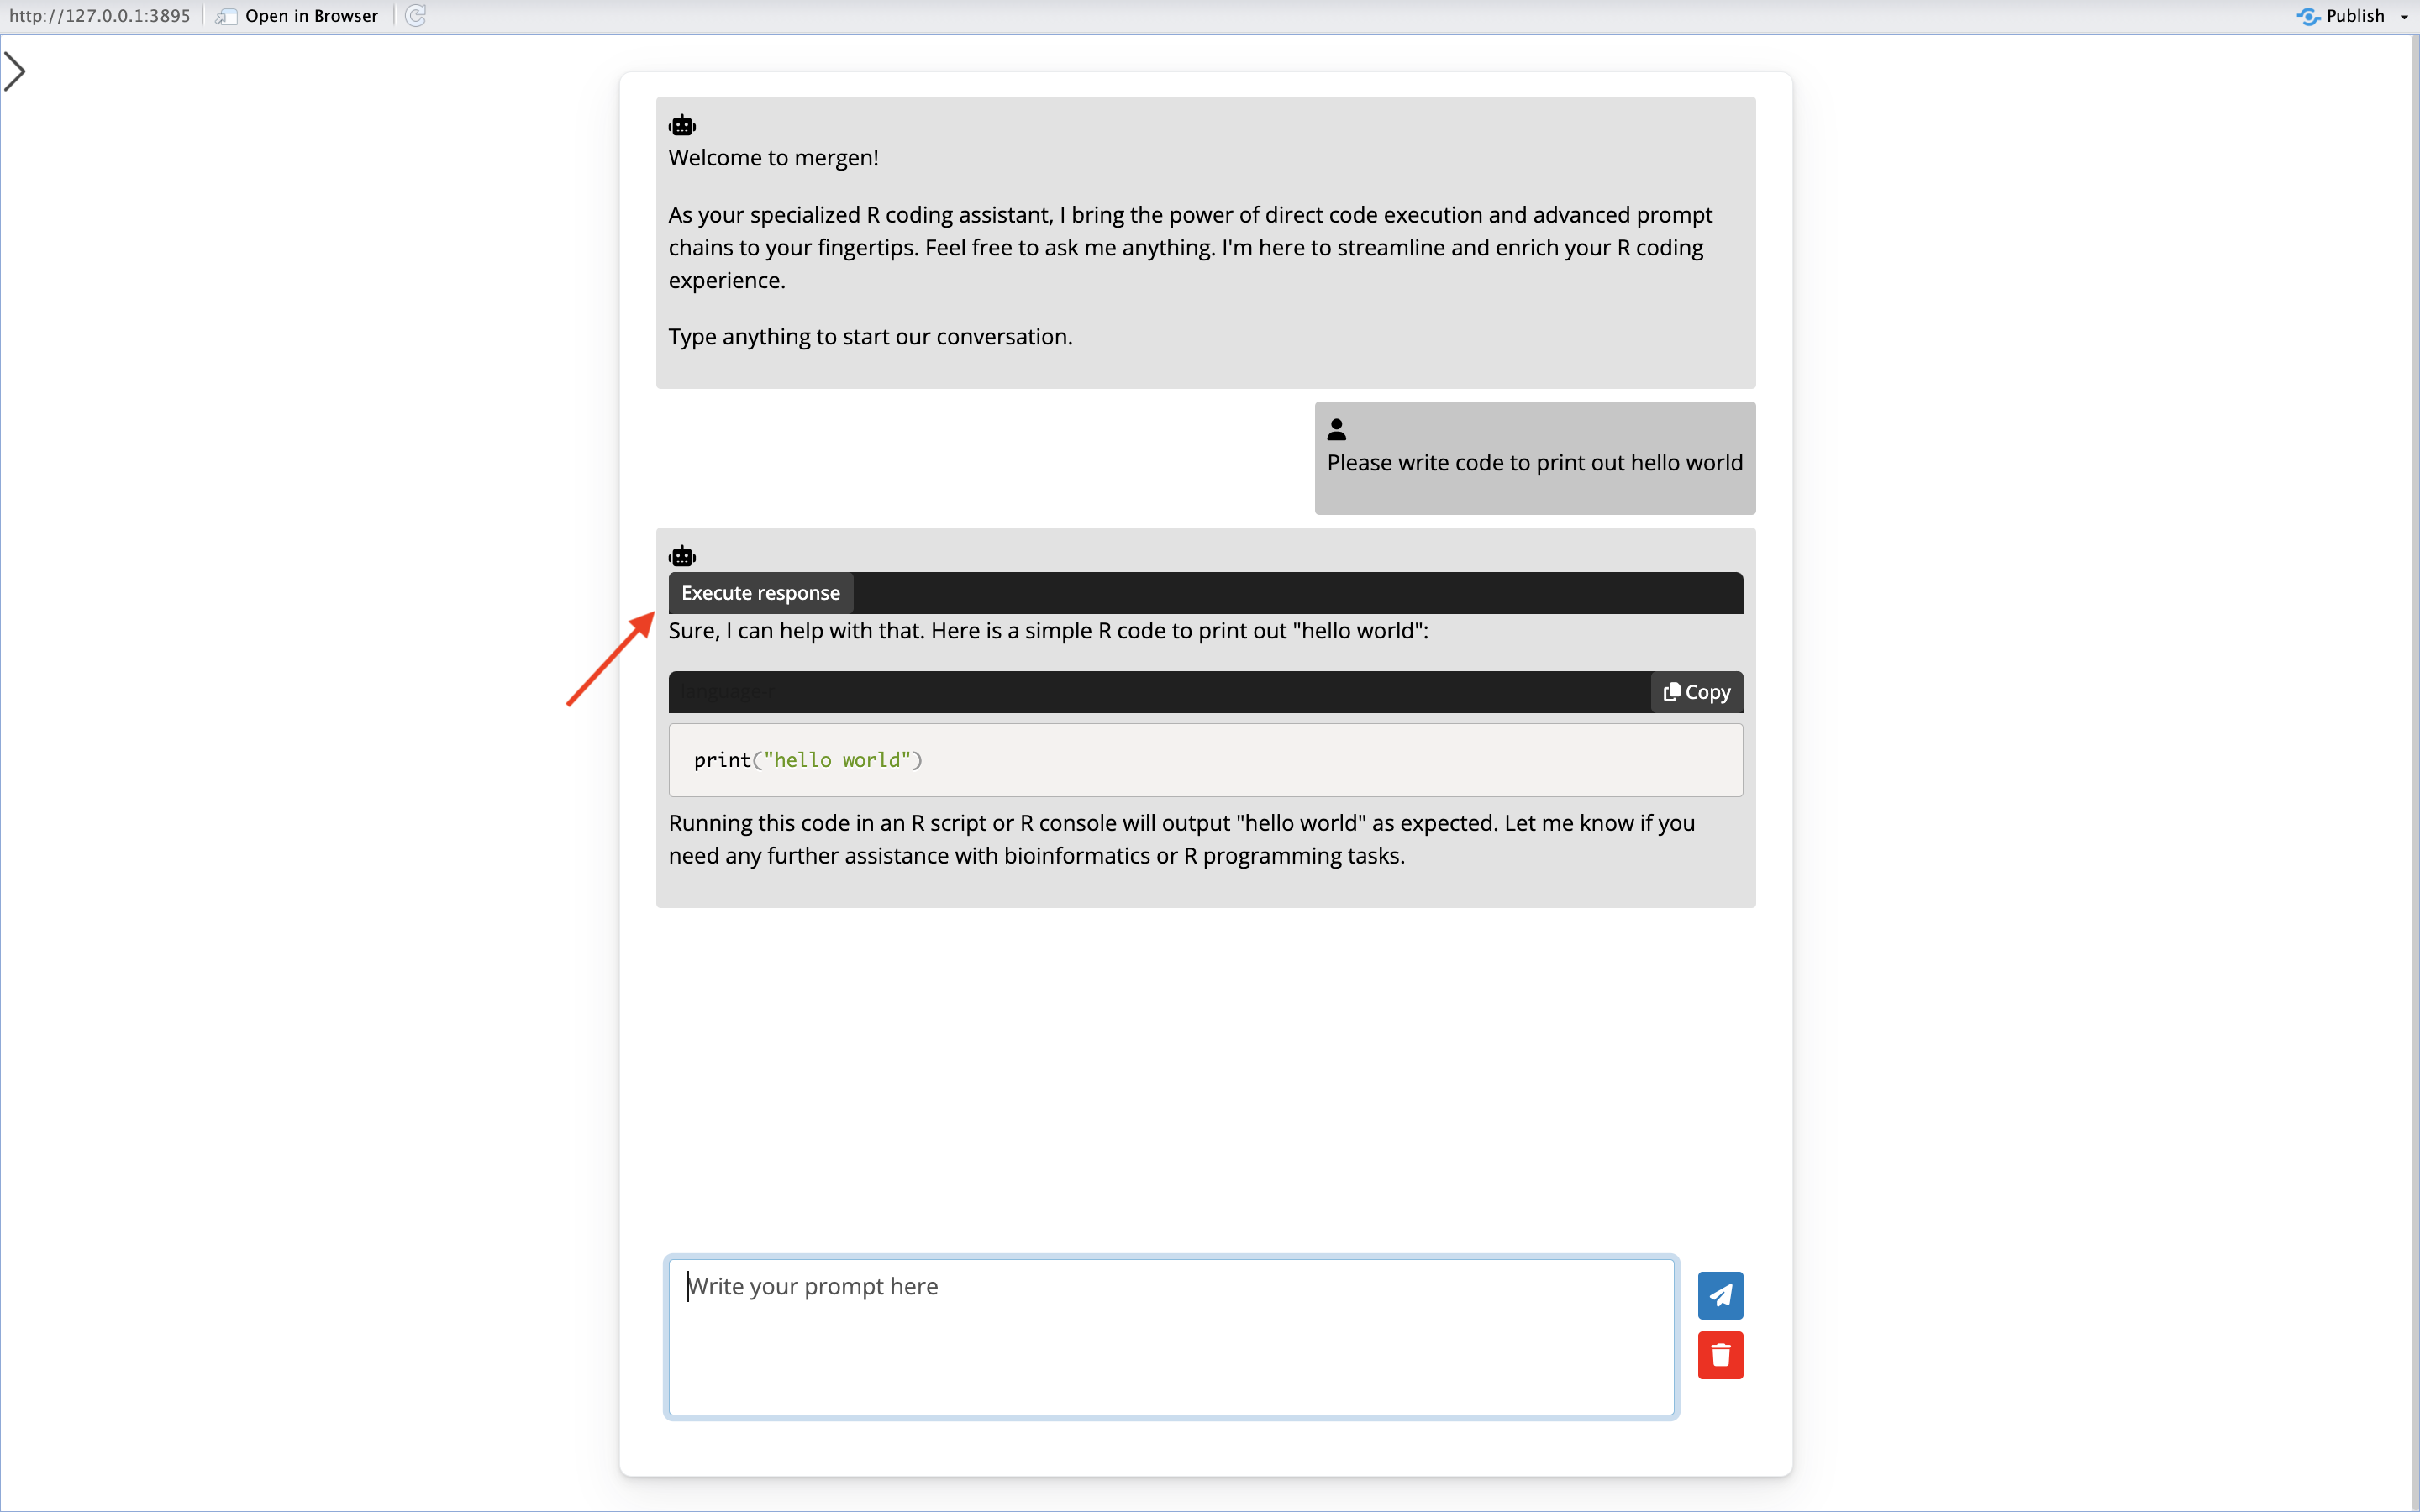 http://127.0.0.1:3895 Open in Browser Publish
Welcome to mergen!
As your specialized R coding assistant, I bring the power of direct code execution and advanced prompt
chains to your fingertips. Feel free to ask me anything. I'm here to streamline and enrich your R coding
experience.
Type anything to start our conversation.
Please write code to print out hello world
Execute response
Sure, I can help with that. Here is a simple R code to print out "hello world":
language-r Copy
print("hello world")
Running this code in an R script or R console will output "hello world" as expected. Let me know if you
need any further assistance with bioinformatics or R programming tasks.
Write your prompt here